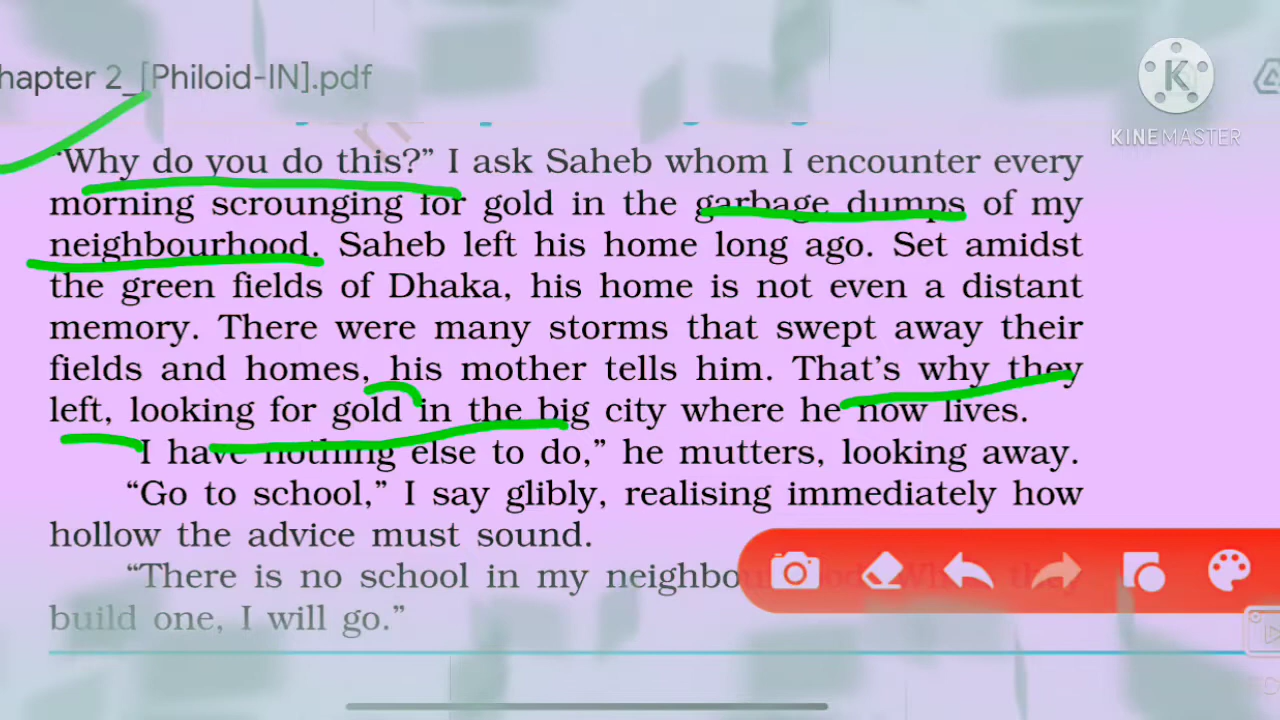 hapter 2_[Philoid-IN].pdf
KINEMASTER
"Why do you do this?" I ask Saheb whom I encounter every
morning scrounging for gold in the garbage dumps of my
neighbourhood. Saheb left his home long ago. Set amidst
the green fields of Dhaka, his home is not even a distant
memory. There were many storms that swept away their
fields and homes, his mother tells him. That's why they
left, looking for gold in the big city where he now lives.
I have nothing else to do," he mutters, looking away.
"Go to school," I say glibly, realising immediately how
hollow the advice must sound.
"There is no school in my
build one, I will go."